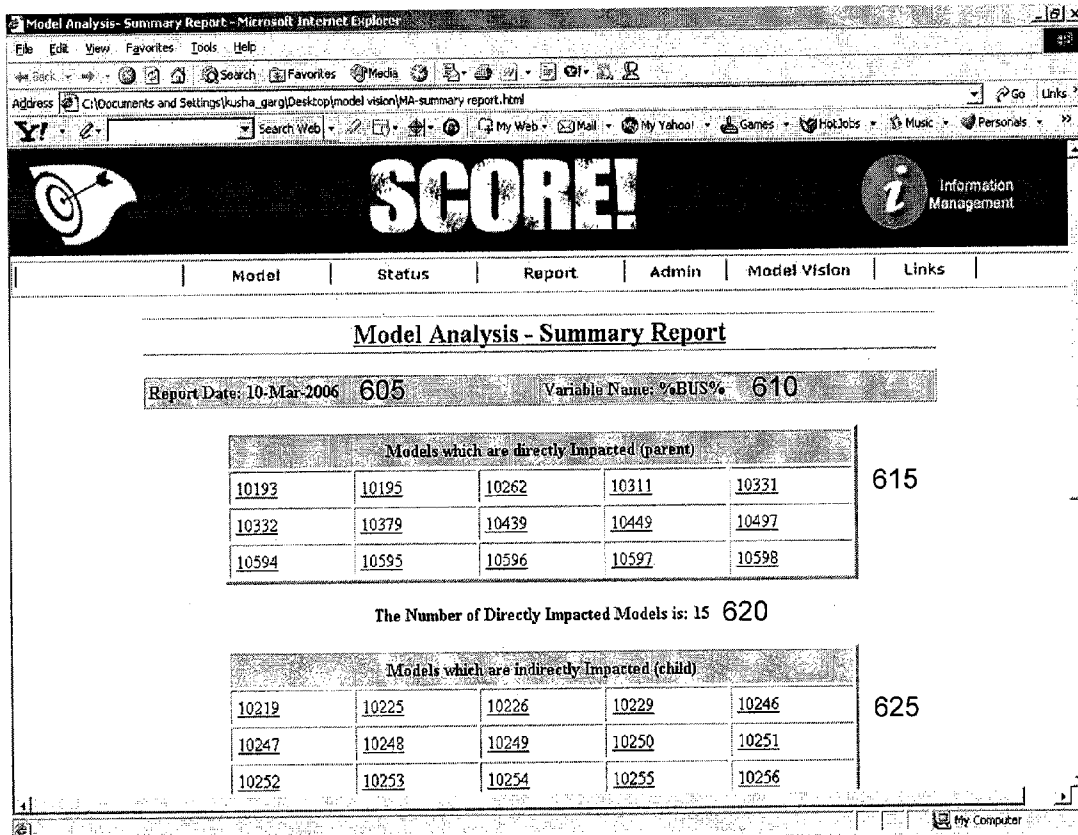 Model Analysis- Summary Report - Microsoft Internet Explorer
File Edit View Favorites Tools Help
Back Search Favorites Media
Address C:\Documents and Settings\kusha_garg\Desktop\model vision\MA-summary report.html Go Links
Y! Search Web My Web Mail My Yahoo! Games HotJobs Music Personals
SCORE!
i Information Management
Model Status Report Admin Model Vision Links
Model Analysis - Summary Report
Report Date: 10-Mar-2006 605 Variable Name: %BUS% 610
Models which are directly Impacted (parent)
615
10193 10195 10262 10311 10331
10332 10379 10439 10449 10497
10594 10595 10596 10597 10598
The Number of Directly Impacted Models is: 15 620
Models which are indirectly Impacted (child)
625
10219 10225 10226 10229 10246
10247 10248 10249 10250 10251
10252 10253 10254 10255 10256
My Computer